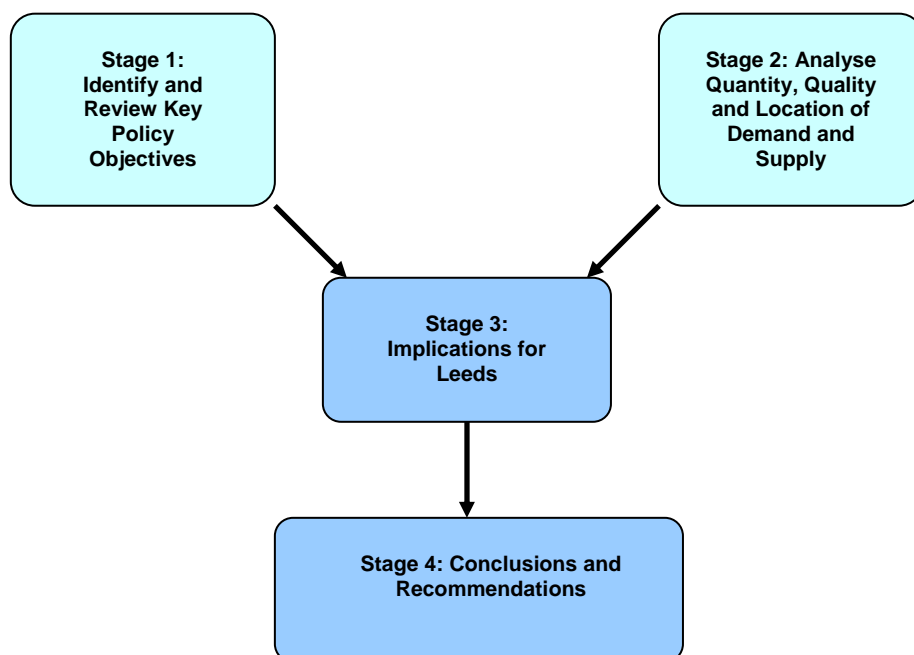 Stage 1:
Identify and
Review Key
Policy
Objectives
Stage 2: Analyse
Quantity, Quality
and Location of
Demand and
Supply
Stage 3:
Implications for
Leeds
Stage 4: Conclusions and
Recommendations